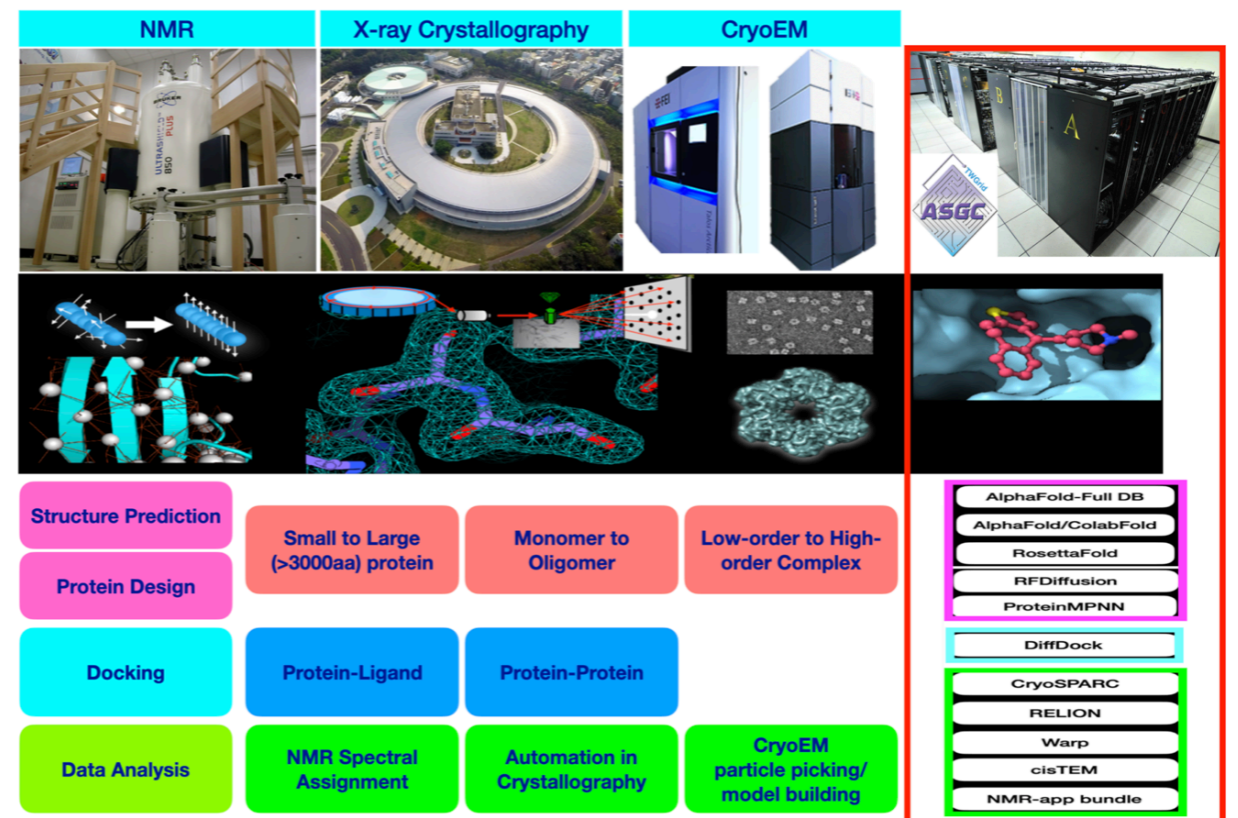 NMR
X-ray Crystallography
CryoEM
BRUKER
ULTRASHIELD
850 PLUS
FEI
B
A
TWGrid
ASGC
Structure Prediction
Protein Design
Small to Large
(>3000aa) protein
Monomer to
Oligomer
Low-order to High-
order Complex
Docking
Protein-Ligand
Protein-Protein
Data Analysis
NMR Spectral
Assignment
Automation in
Crystallography
CryoEM
particle picking/
model building
AlphaFold-Full DB
AlphaFold/ColabFold
RosettaFold
RFDiffusion
ProteinMPNN
DiffDock
CryoSPARC
RELION
Warp
cisTEM
NMR-app bundle